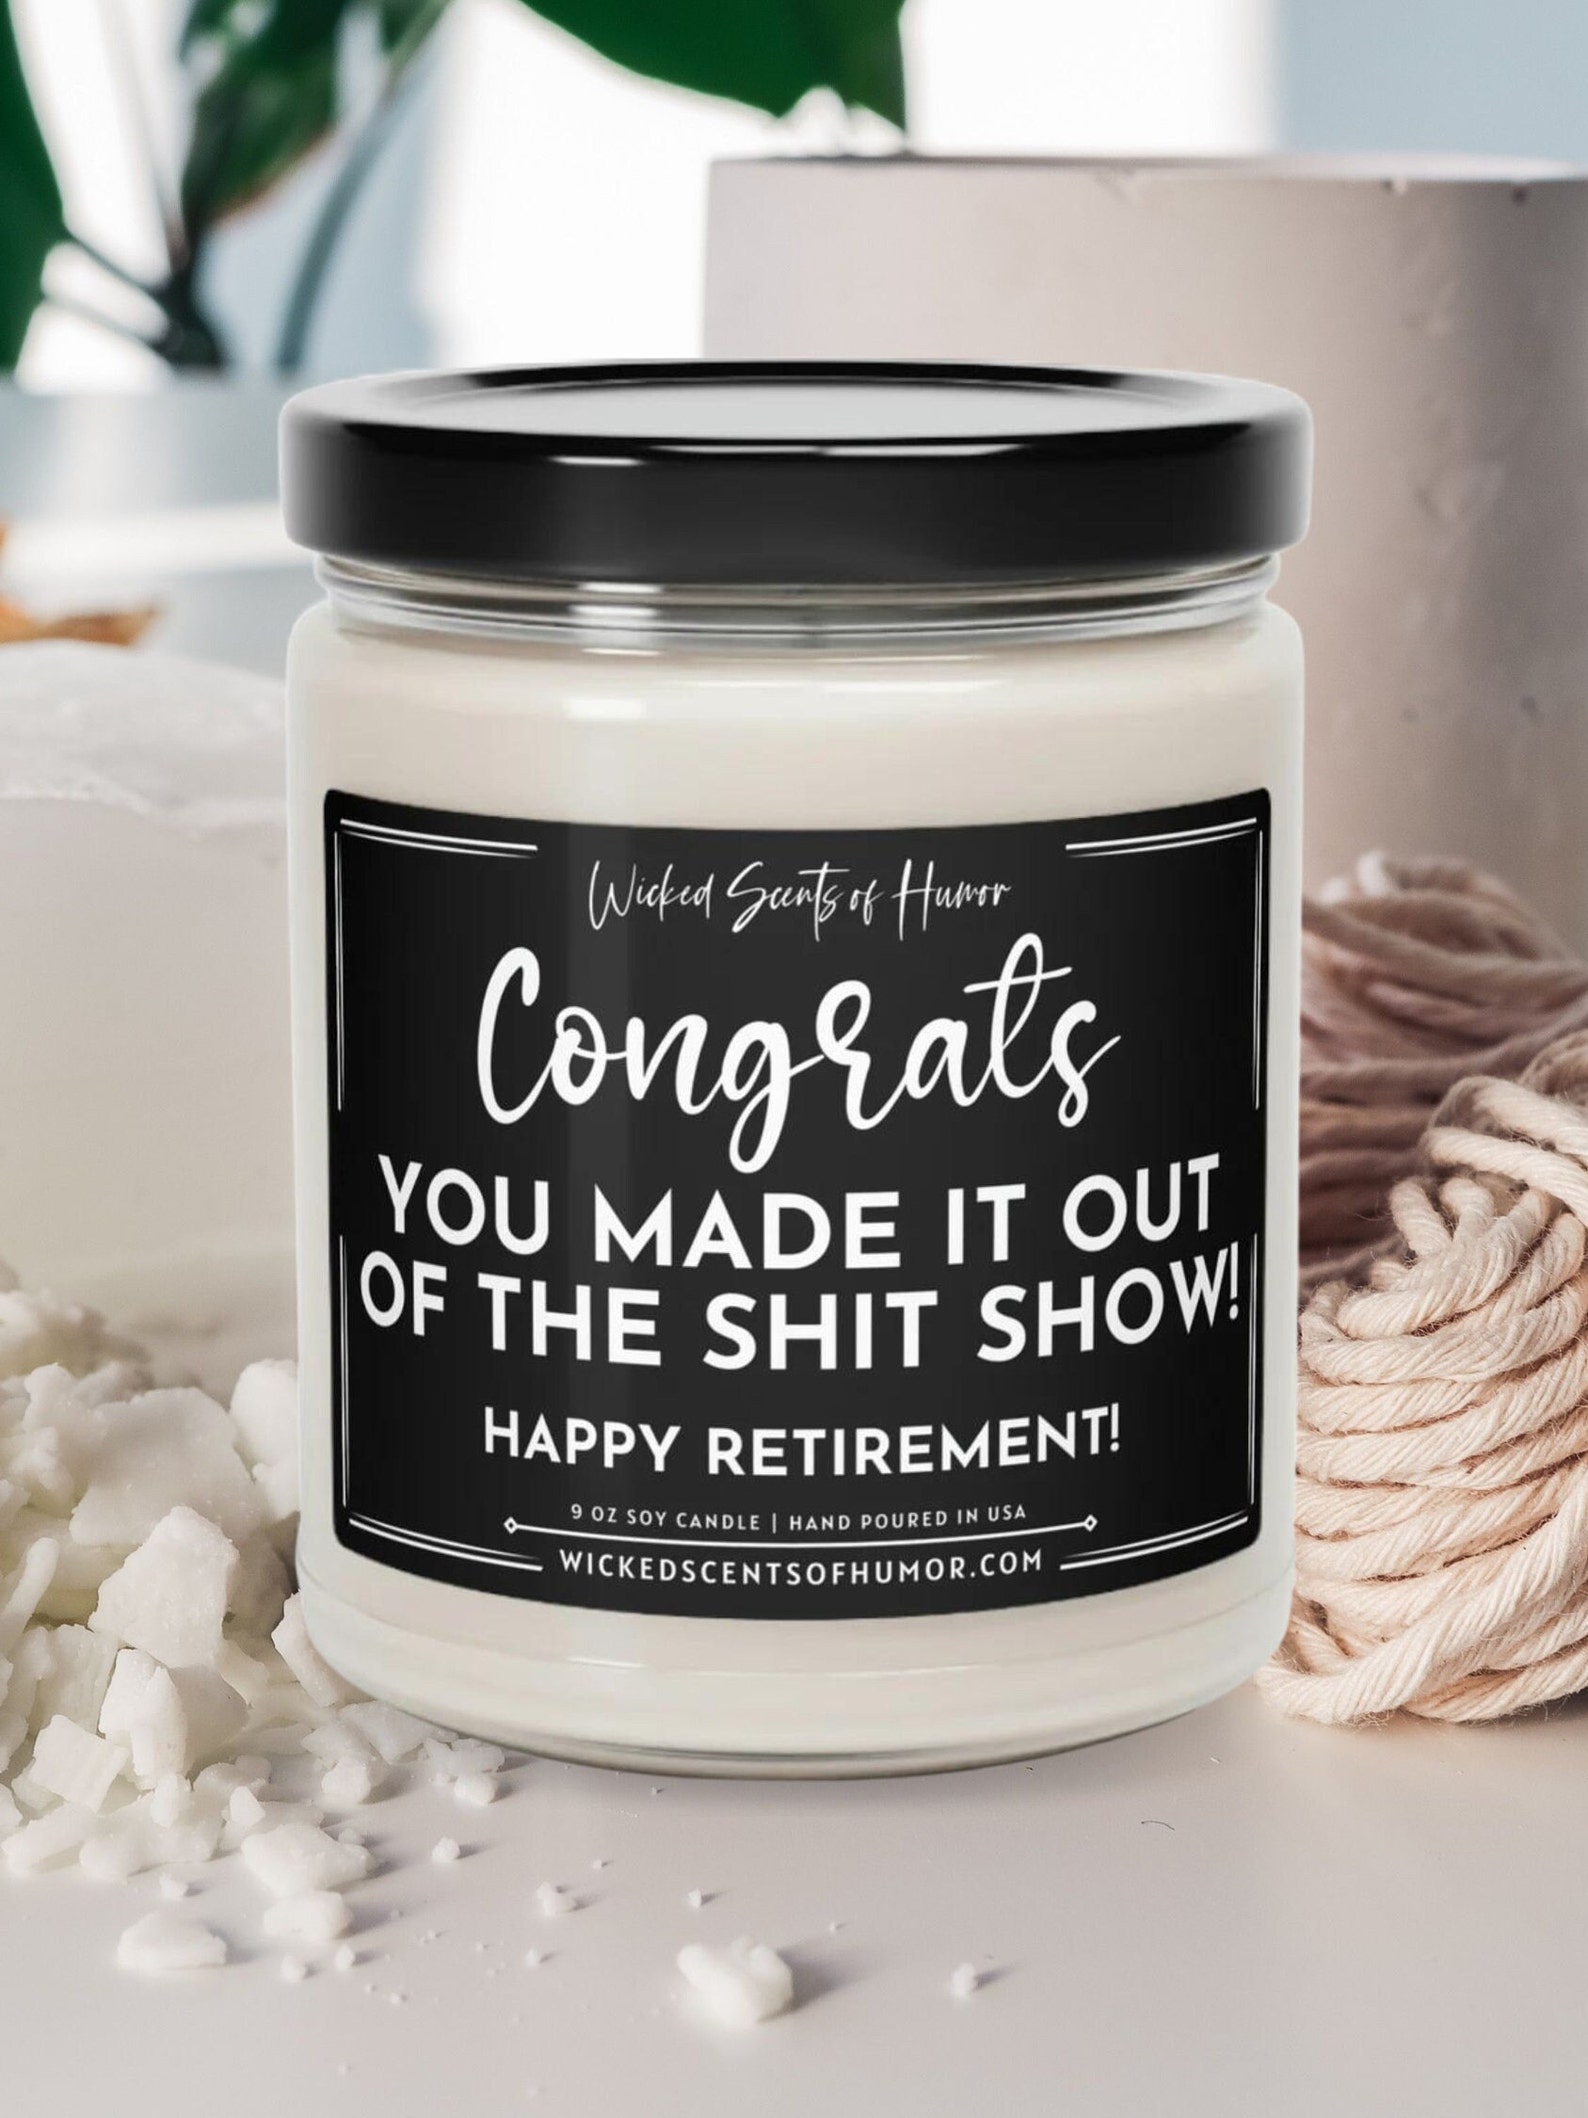 Wicked Scents of Humor
Congrats
YOU MADE IT OUT
OF THE SHIT SHOW!
HAPPY RETIREMENT!
9 OZ SOY CANDLE | HAND POURED IN USA
WICKEDSCENTSOFHUMOR.COM